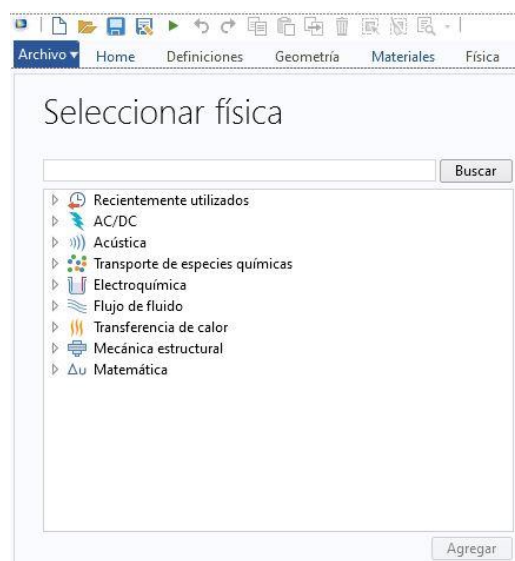 Archivo Home Definiciones Geometría Materiales Física
Seleccionar física
Buscar
Recientemente utilizados
AC/DC
Acústica
Transporte de especies químicas
Electroquímica
Flujo de fluido
Transferencia de calor
Mecánica estructural
Δu Matemática
Agregar